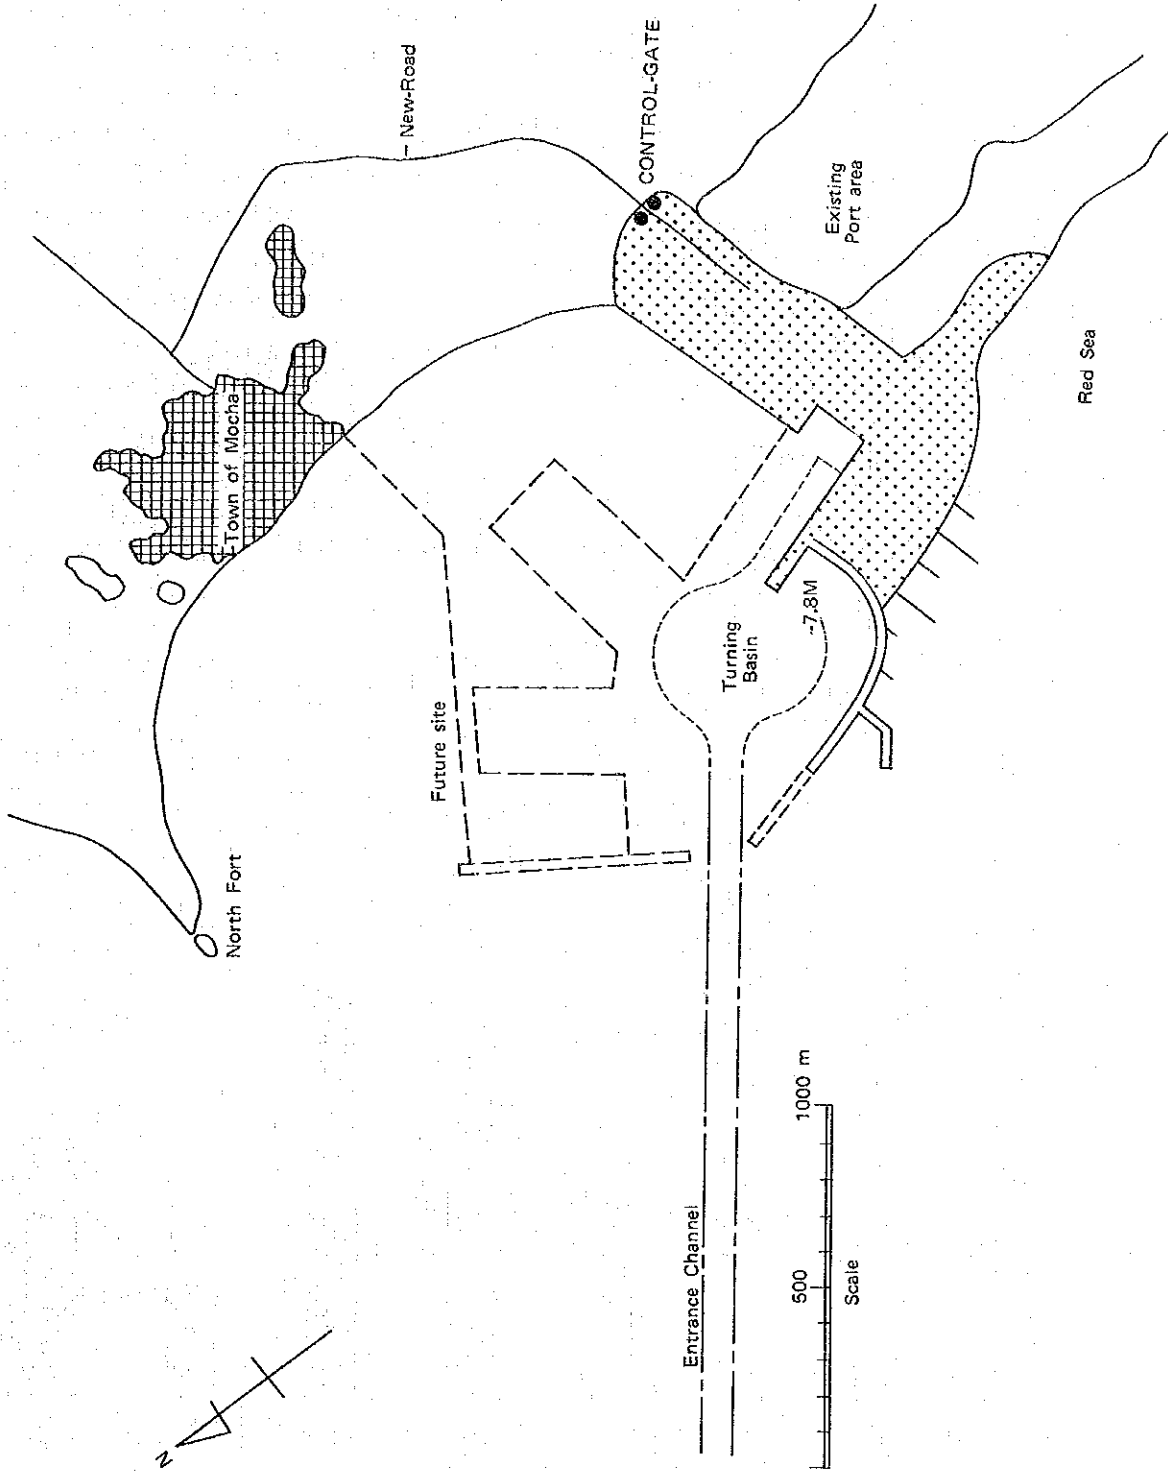 N
North Fort
Town of Mocha
New-Road
CONTROL-GATE
Future site
Existing
Port area
Turning
Basin
-7.8M
Red Sea
Entrance Channel
500
1000 m
Scale